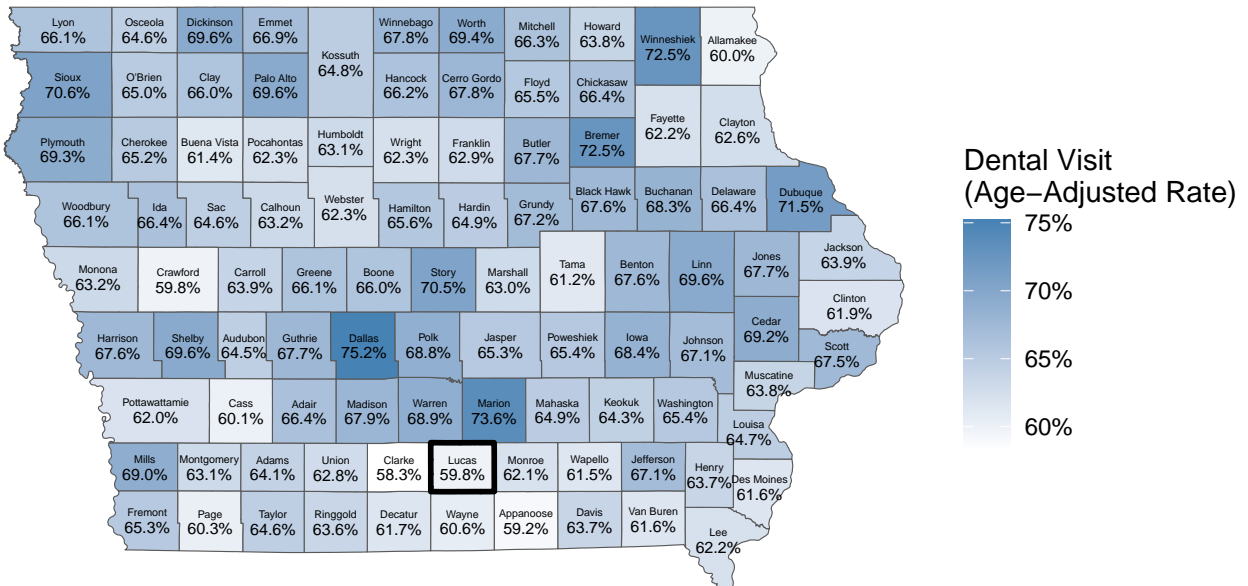 Lyon
66.1%
Osceola
64.6%
Dickinson
69.6%
Emmet
66.9%
Kossuth
64.8%
Winnebago
67.8%
Worth
69.4%
Mitchell
66.3%
Howard
63.8%
Winneshiek
72.5%
Allamakee
60.0%
Sioux
70.6%
O'Brien
65.0%
Clay
66.0%
Palo Alto
69.6%
Hancock
66.2%
Cerro Gordo
67.8%
Floyd
65.5%
Chickasaw
66.4%
Fayette
62.2%
Clayton
62.6%
Plymouth
69.3%
Cherokee
65.2%
Buena Vista
61.4%
Pocahontas
62.3%
Humboldt
63.1%
Wright
62.3%
Franklin
62.9%
Butler
67.7%
Bremer
72.5%
Woodbury
66.1%
Ida
66.4%
Sac
64.6%
Calhoun
63.2%
Webster
62.3%
Hamilton
65.6%
Hardin
64.9%
Grundy
67.2%
Black Hawk
67.6%
Buchanan
68.3%
Delaware
66.4%
Dubuque
71.5%
Monona
63.2%
Crawford
59.8%
Carroll
63.9%
Greene
66.1%
Boone
66.0%
Story
70.5%
Marshall
63.0%
Tama
61.2%
Benton
67.6%
Linn
69.6%
Jones
67.7%
Jackson
63.9%
Clinton
61.9%
Harrison
67.6%
Shelby
69.6%
Audubon
64.5%
Guthrie
67.7%
Dallas
75.2%
Polk
68.8%
Jasper
65.3%
Poweshiek
65.4%
Iowa
68.4%
Johnson
67.1%
Cedar
69.2%
Scott
67.5%
Muscatine
63.8%
Pottawattamie
62.0%
Cass
60.1%
Adair
66.4%
Madison
67.9%
Warren
68.9%
Marion
73.6%
Mahaska
64.9%
Keokuk
64.3%
Washington
65.4%
Louisa
64.7%
Mills
69.0%
Montgomery
63.1%
Adams
64.1%
Union
62.8%
Clarke
58.3%
Lucas
59.8%
Monroe
62.1%
Wapello
61.5%
Jefferson
67.1%
Henry
63.7%
Des Moines
61.6%
Fremont
65.3%
Page
60.3%
Taylor
64.6%
Ringgold
63.6%
Decatur
61.7%
Wayne
60.6%
Appanoose
59.2%
Davis
63.7%
Van Buren
61.6%
Lee
62.2%
Dental Visit
(Age−Adjusted Rate)
75%
70%
65%
60%